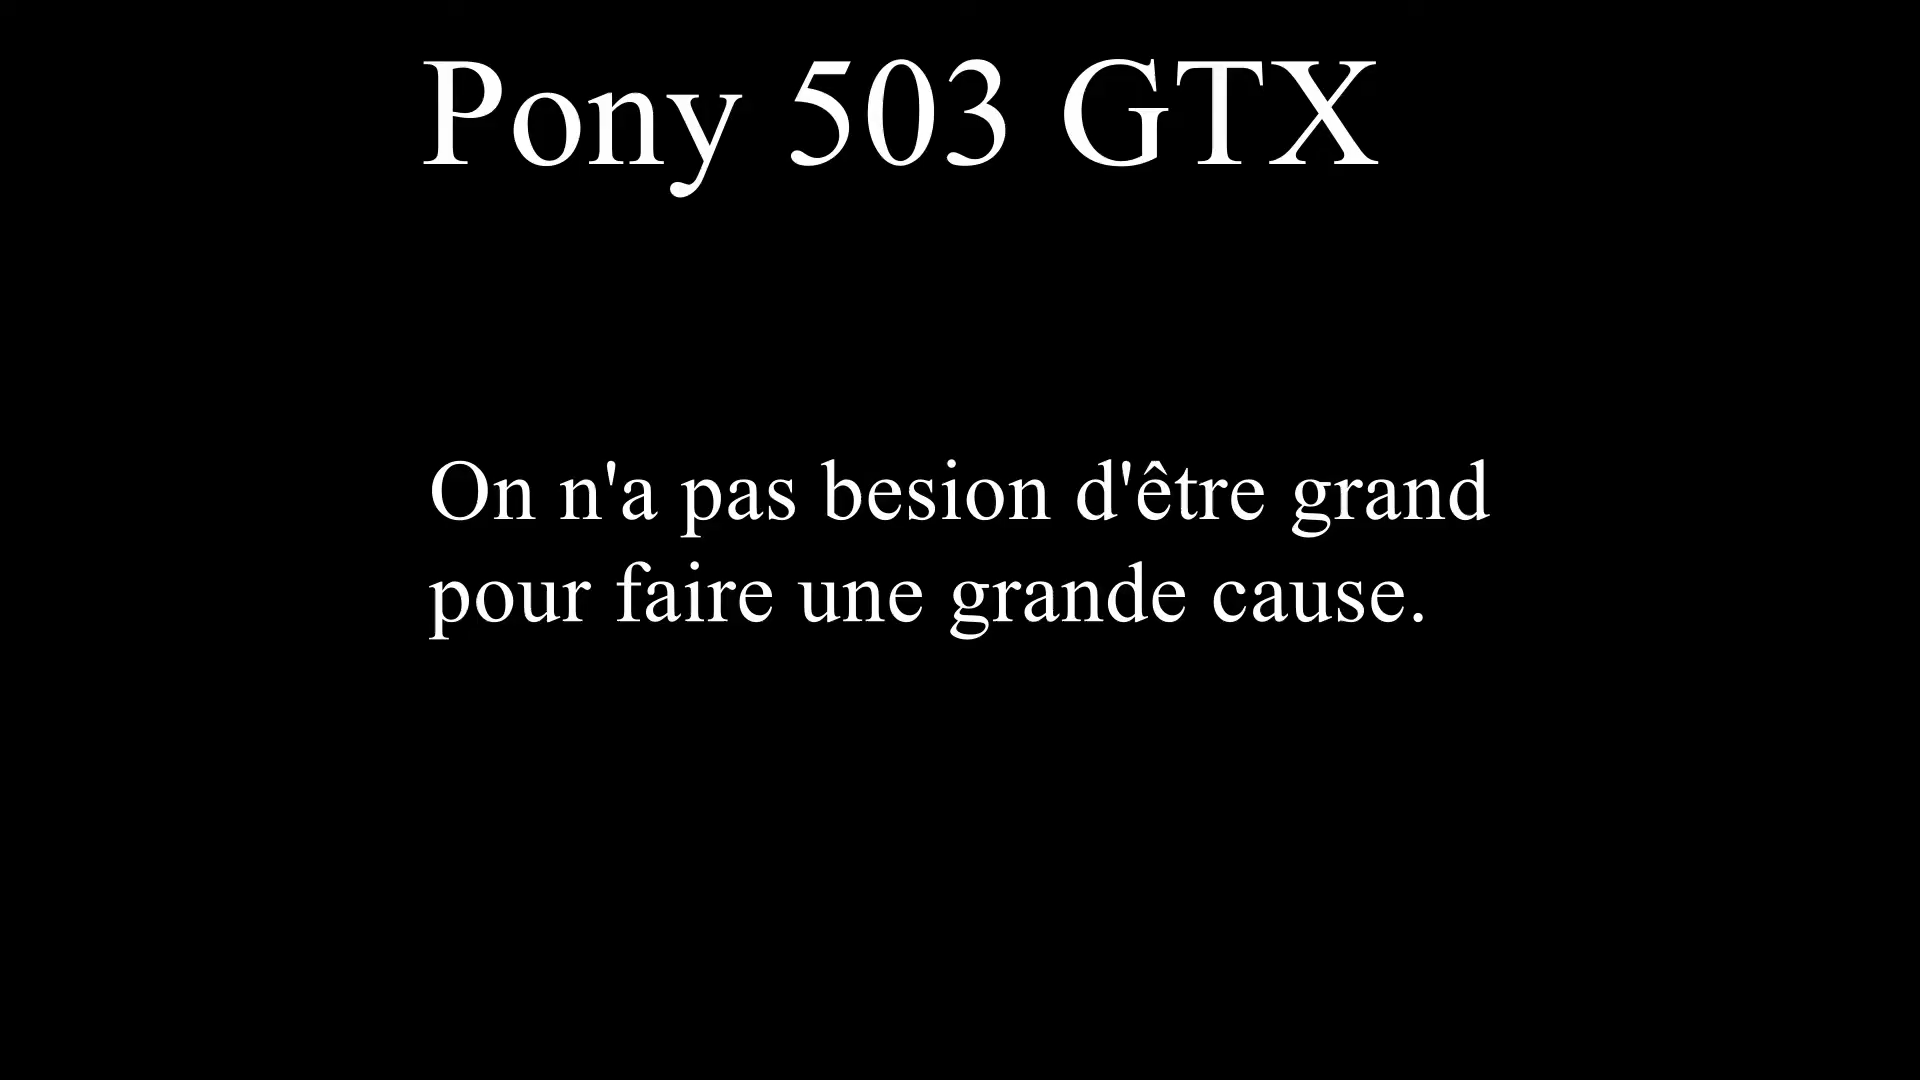 Pony 503 GTX
On n'a pas besion d'être grand
pour faire une grande cause.